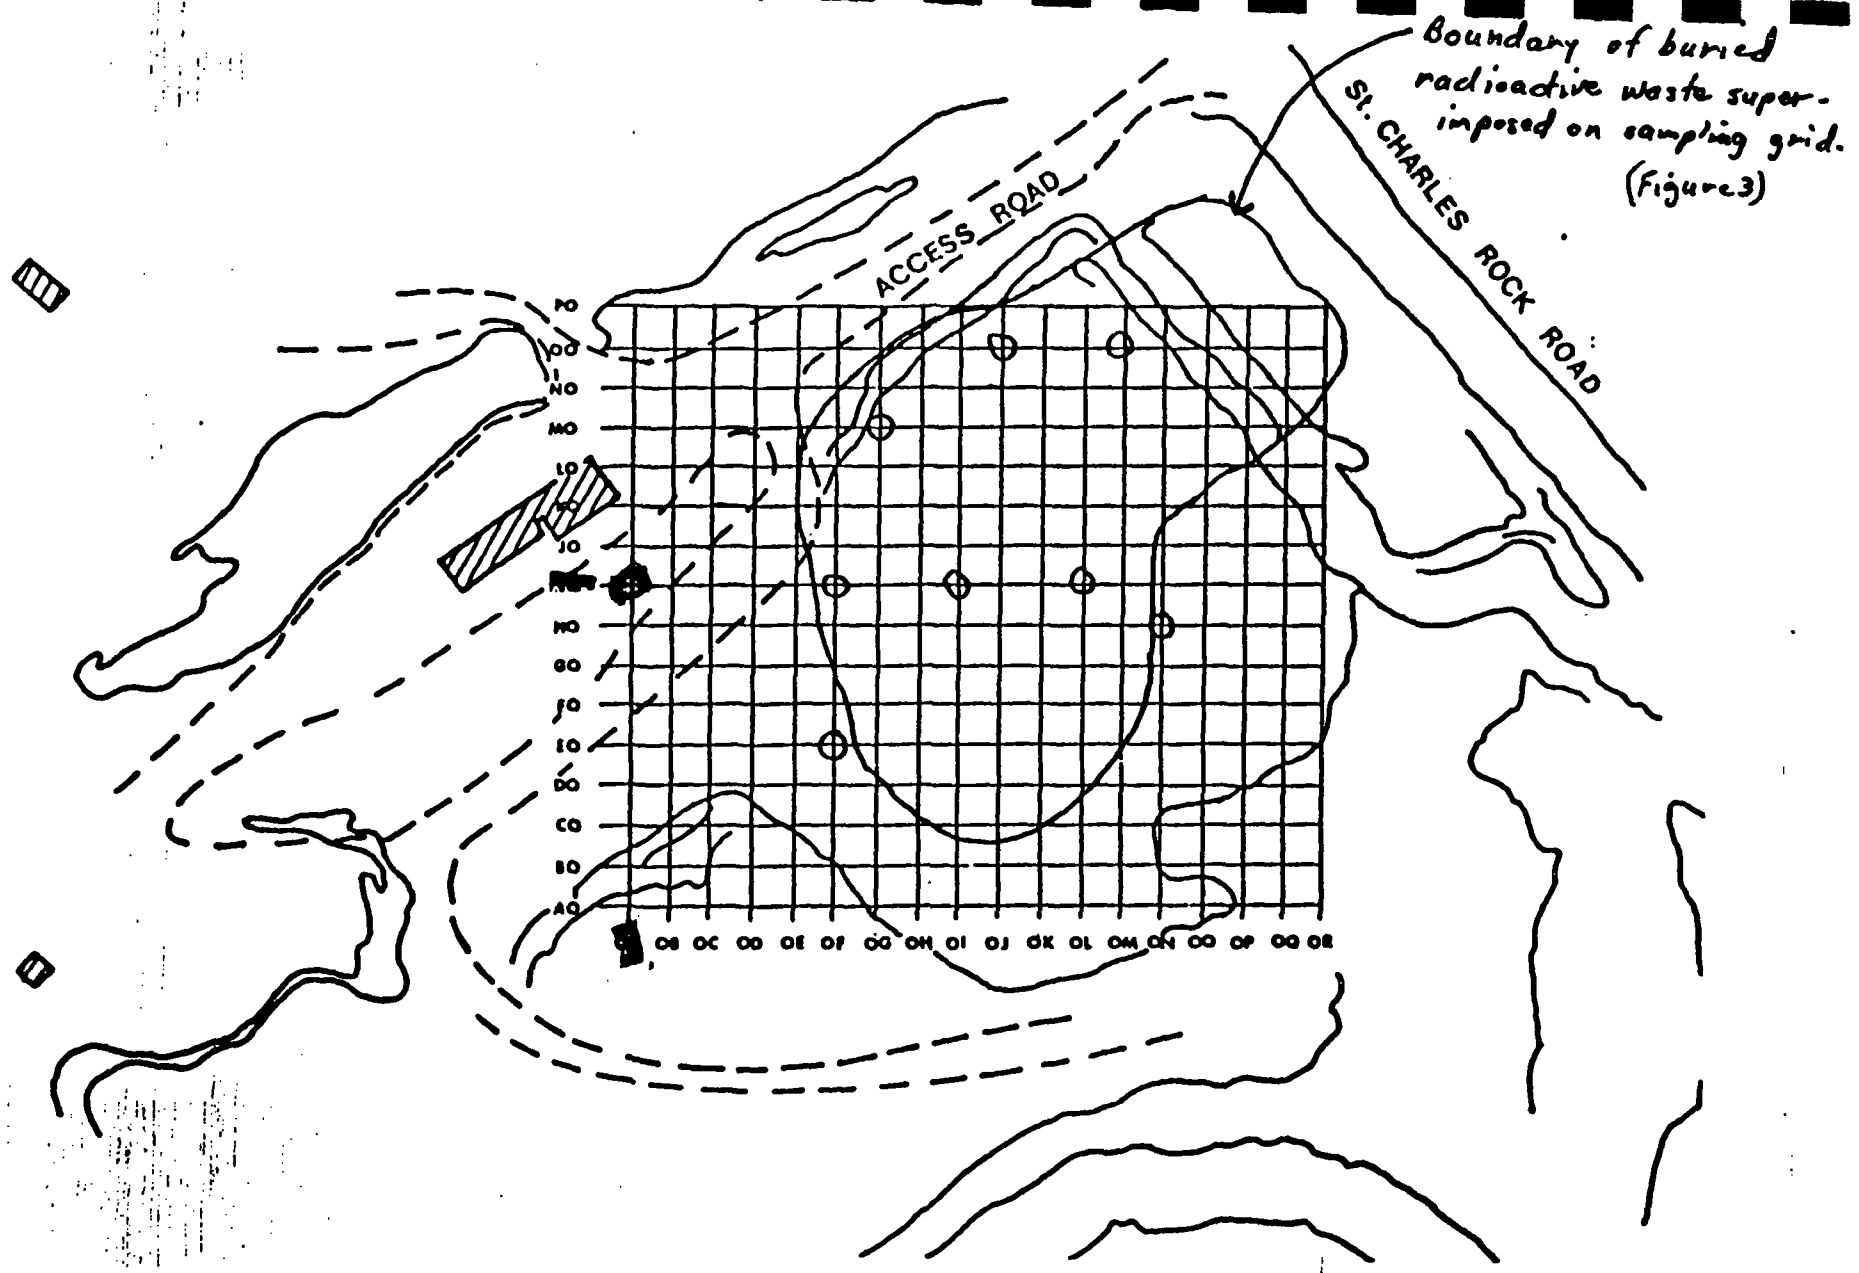 Boundary of buried
radioactive waste super-
imposed on sampling grid.
(Figure 3)
St. CHARLES ROCK ROAD
ACCESS ROAD
PO
OO
NO
MO
LO
JO
HO
GO
FO
EO
DO
CO
BO
AO
OB OC OD OE OF OG OH OI OJ OK OL OM ON OO OP OQ OR